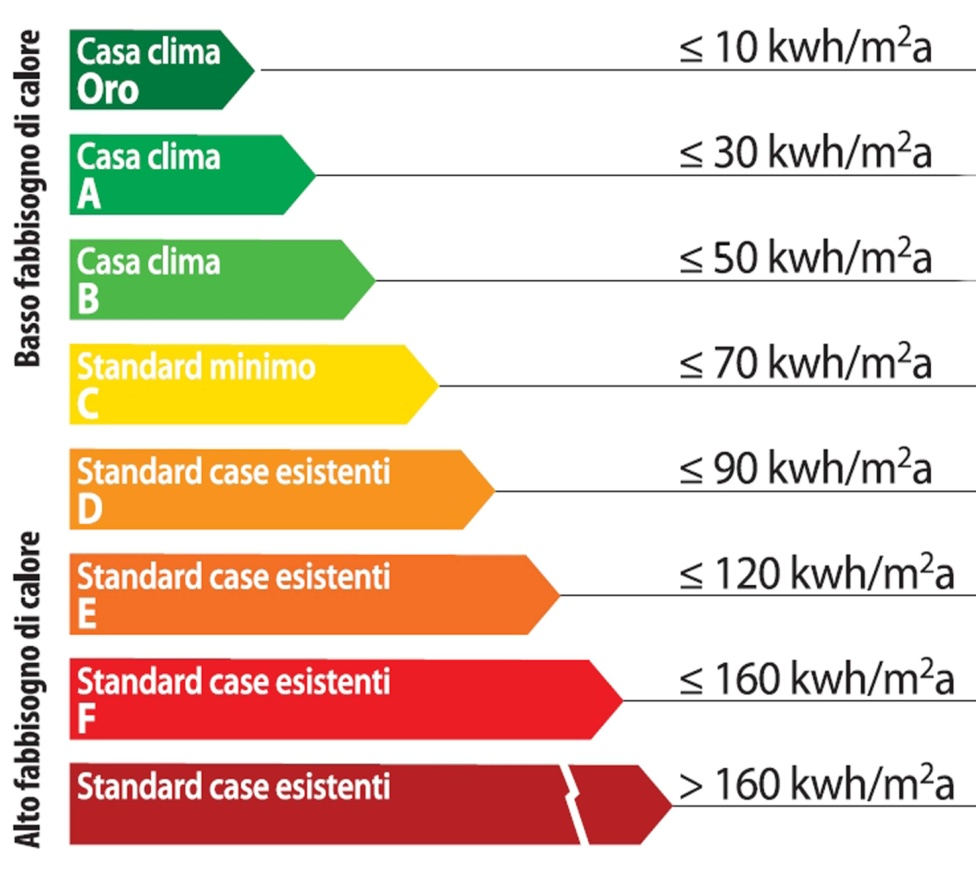 Basso fabbisogno di calore
Casa clima
Oro
≤ 10 kwh/m²a
Casa clima
A
≤ 30 kwh/m²a
Casa clima
B
≤ 50 kwh/m²a
Standard minimo
C
≤ 70 kwh/m²a
Alto fabbisogno di calore
Standard case esistenti
D
≤ 90 kwh/m²a
Standard case esistenti
E
≤ 120 kwh/m²a
Standard case esistenti
F
≤ 160 kwh/m²a
Standard case esistenti
> 160 kwh/m²a